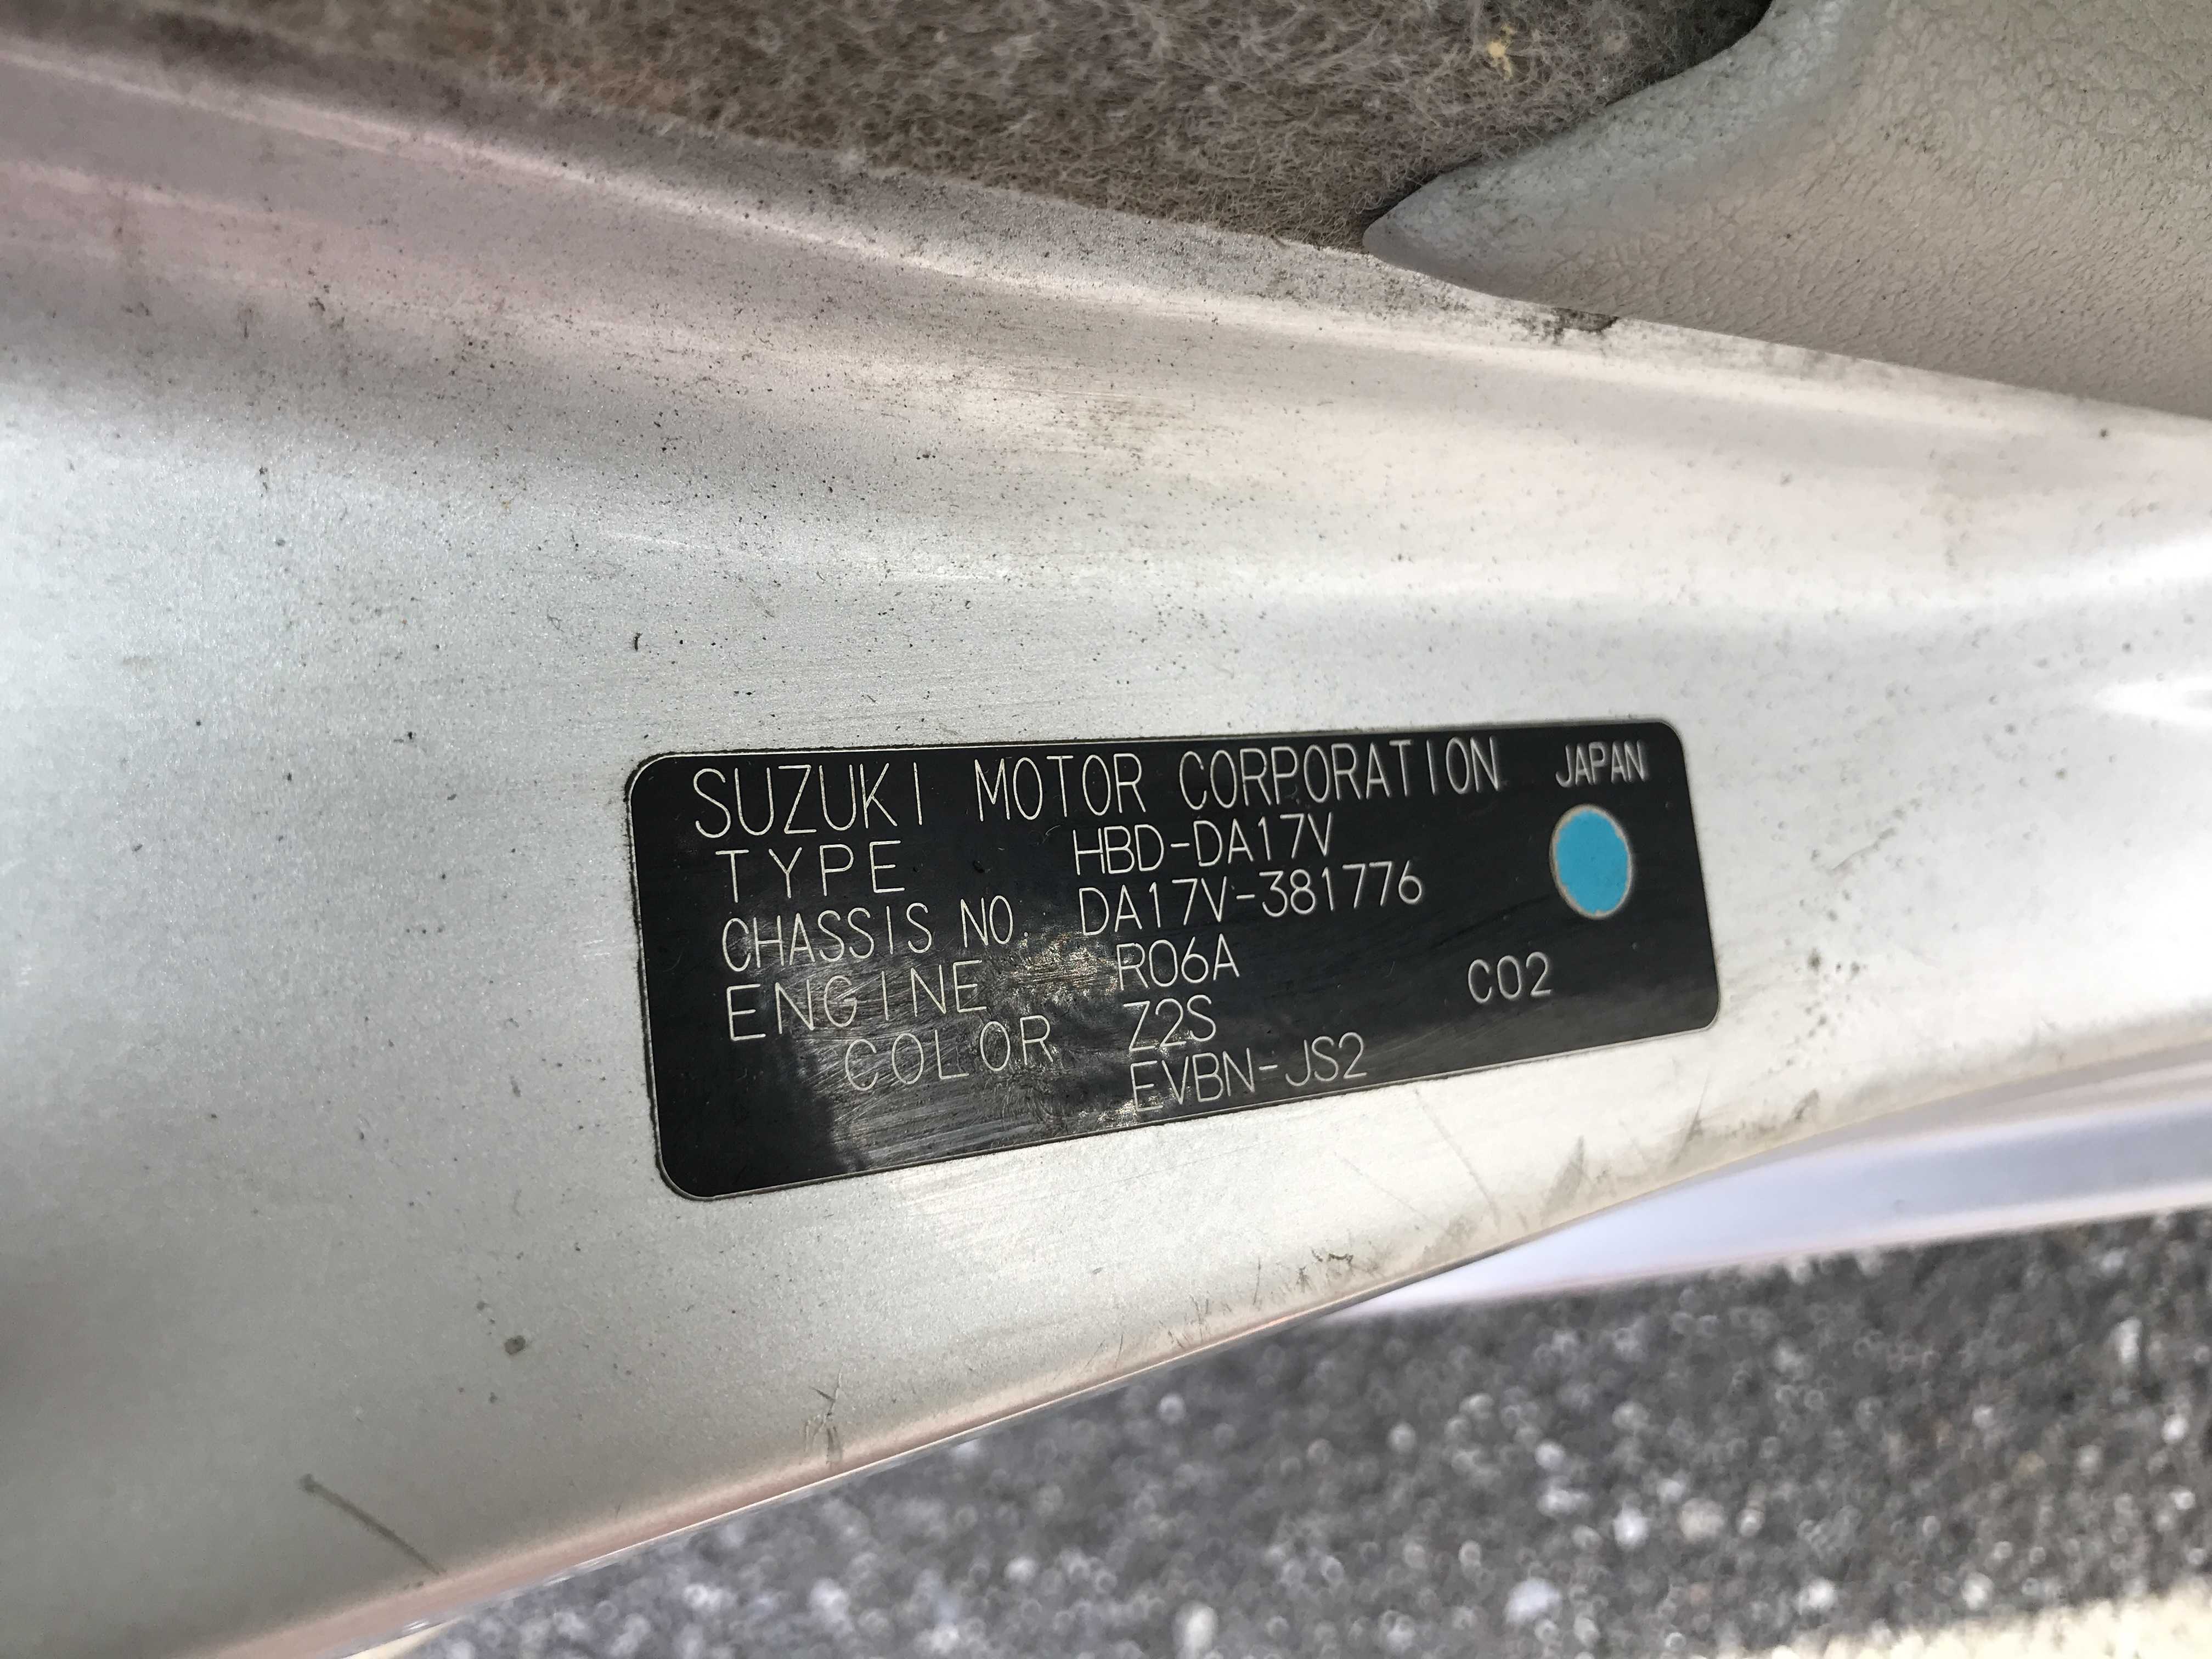 SUZUKI MOTOR CORPORATION JAPAN
TYPE HBD-DA17V
CHASSIS NO. DA17V-381776
ENGINE R06A
COLOR Z2S C02
EVBN-JS2